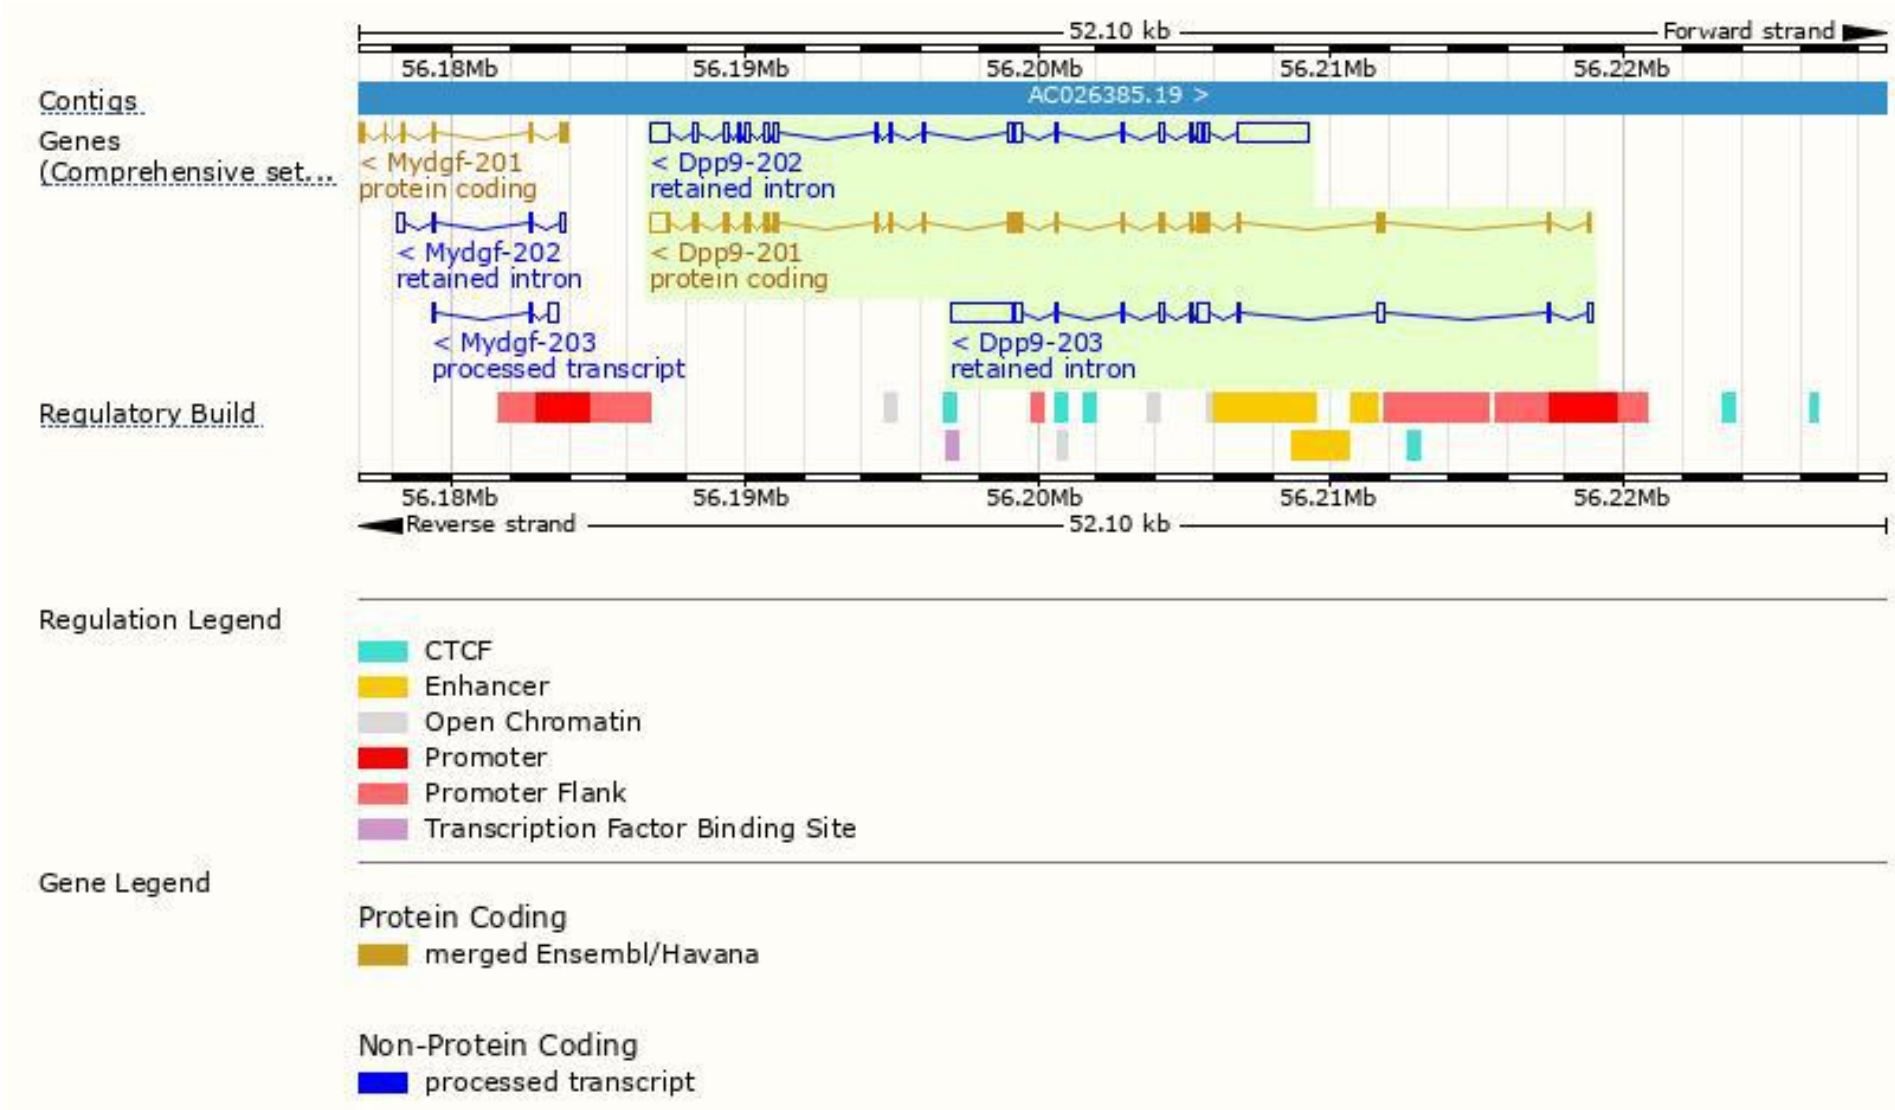 52.10 kb Forward strand
56.18Mb 56.19Mb 56.20Mb 56.21Mb 56.22Mb
Contigs AC026385.19 >
Genes
(Comprehensive set...
< Mydgf-201 < Dpp9-202
protein coding retained intron
< Mydgf-202 < Dpp9-201
retained intron protein coding
< Mydgf-203 < Dpp9-203
processed transcript retained intron
Regulatory Build
56.18Mb 56.19Mb 56.20Mb 56.21Mb 56.22Mb
Reverse strand 52.10 kb
Regulation Legend
CTCF
Enhancer
Open Chromatin
Promoter
Promoter Flank
Transcription Factor Binding Site
Gene Legend
Protein Coding
merged Ensembl/Havana
Non-Protein Coding
processed transcript